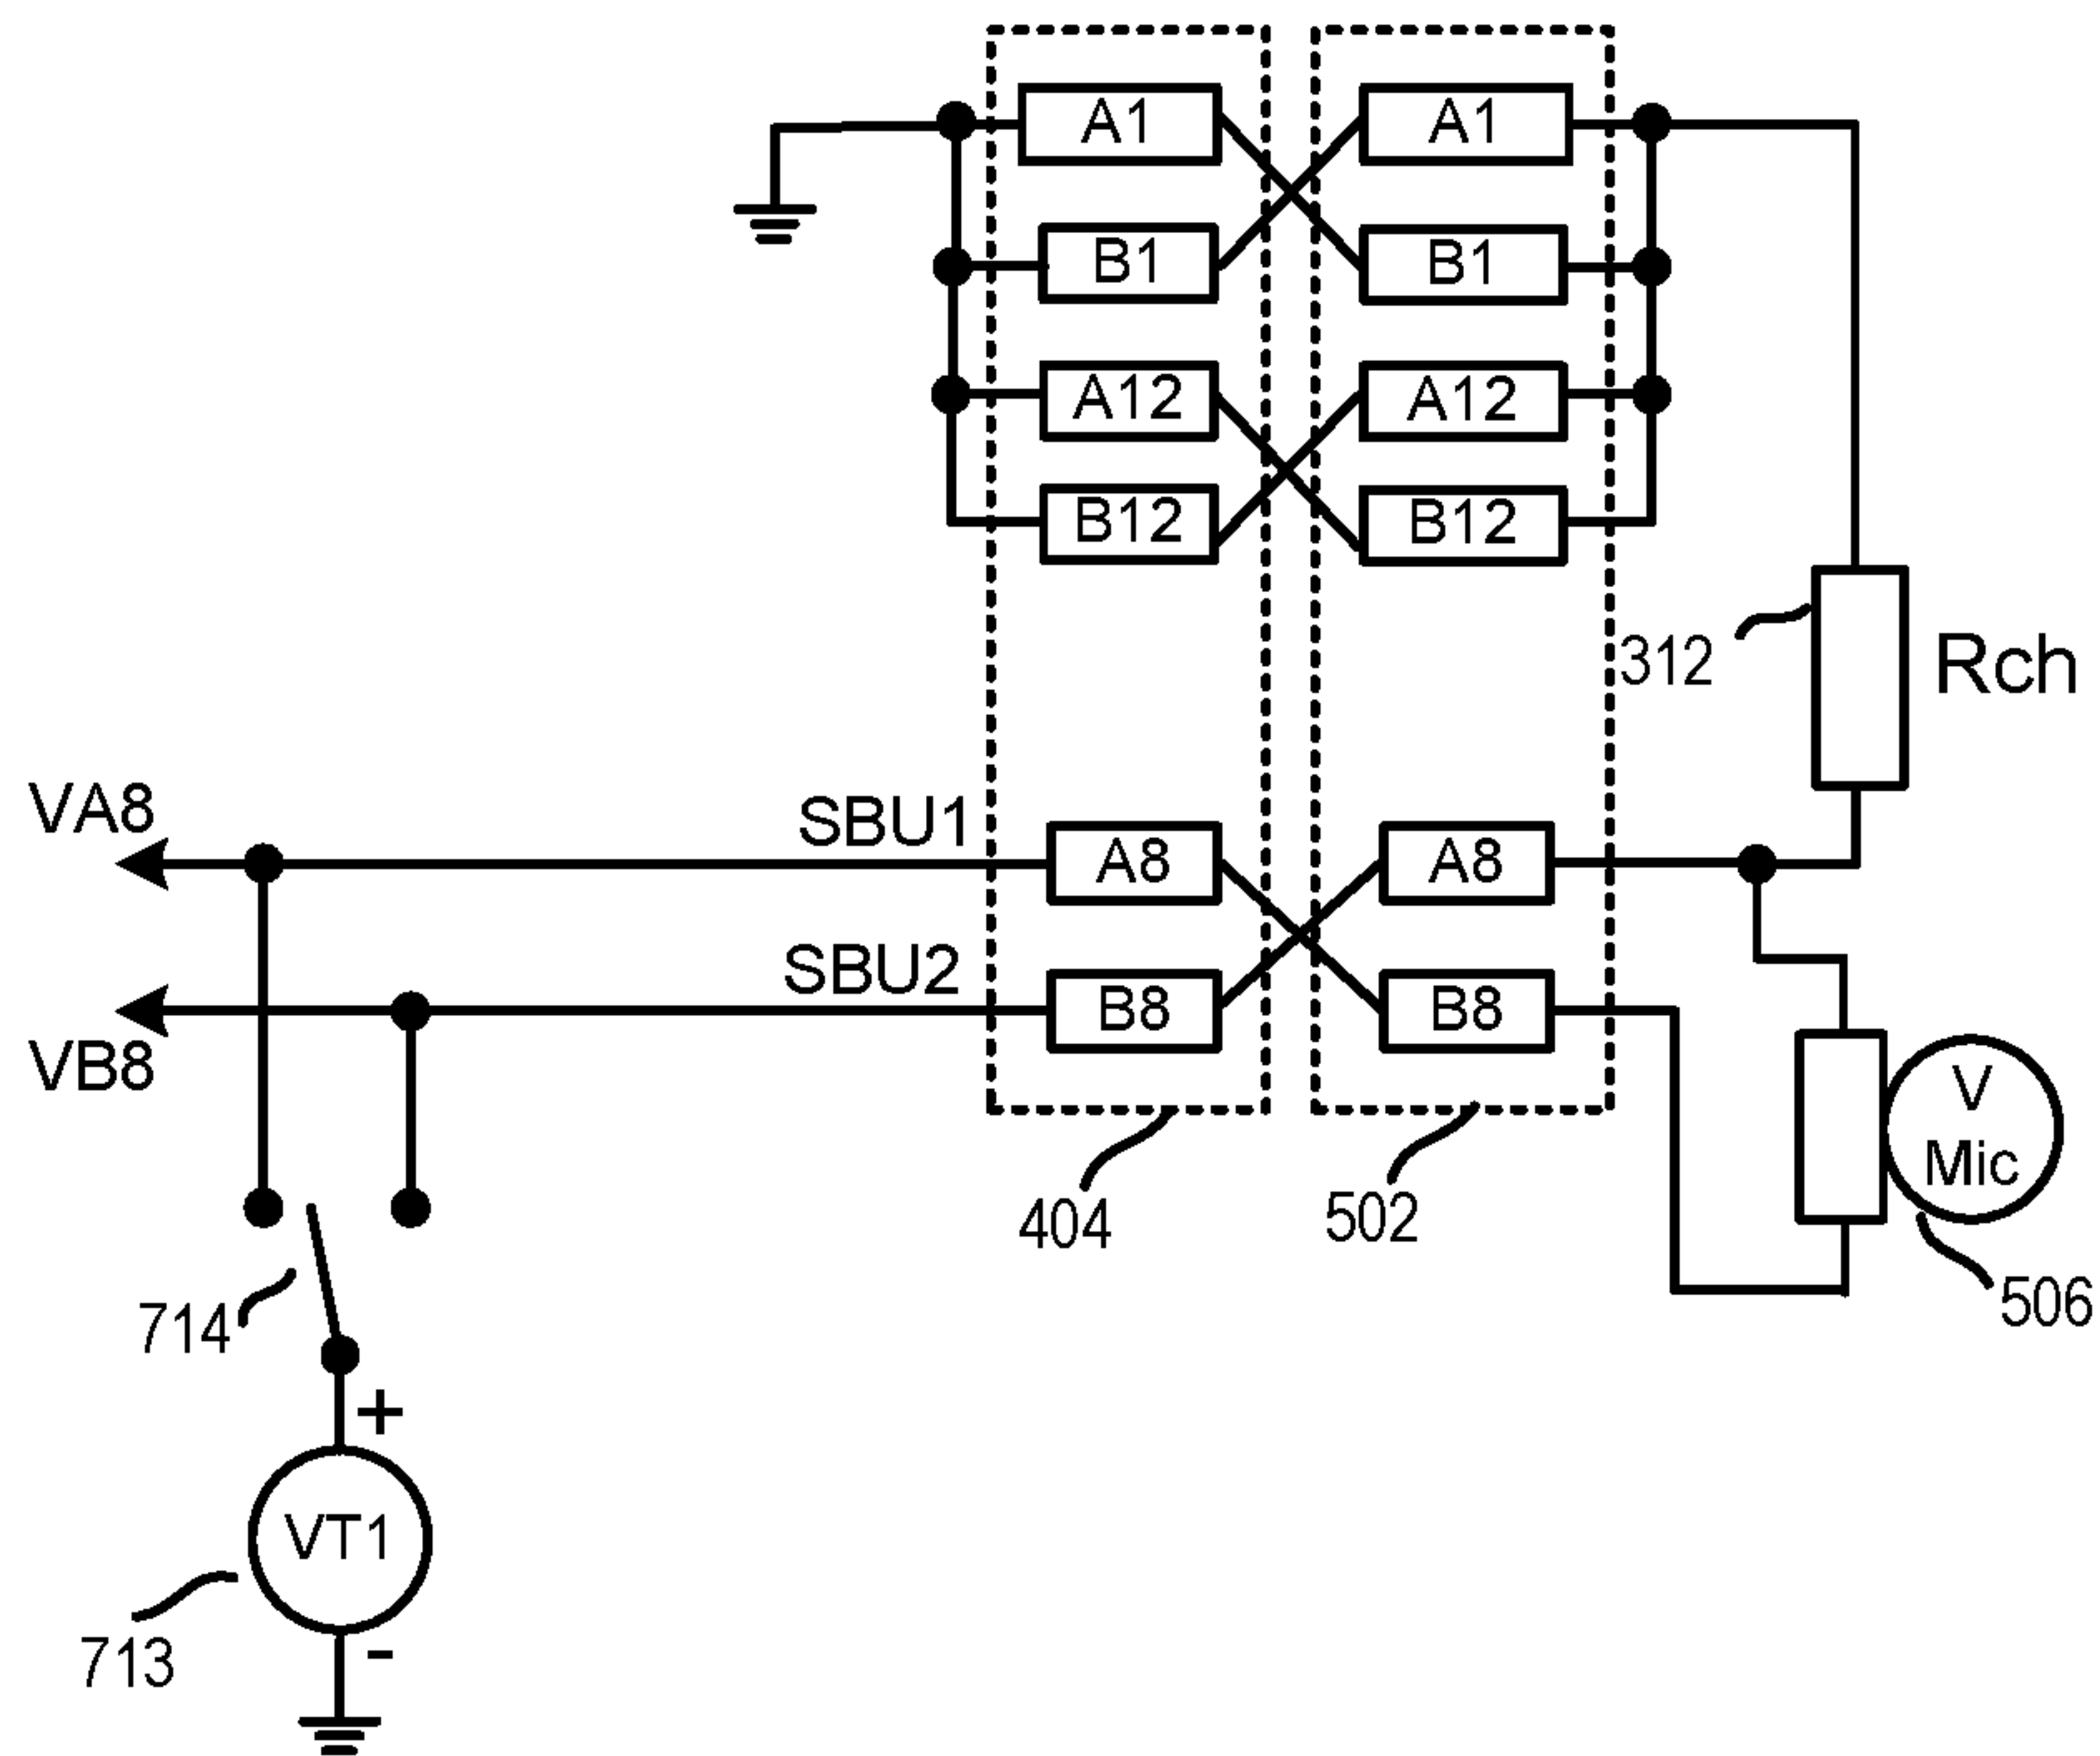 A1 A1
B1 B1
A12 A12
B12 B12
312 Rch
VA8 SBU1 A8 A8
VB8 SBU2 B8 B8
V
Mic
404 502 506
714
+
VT1
713 -